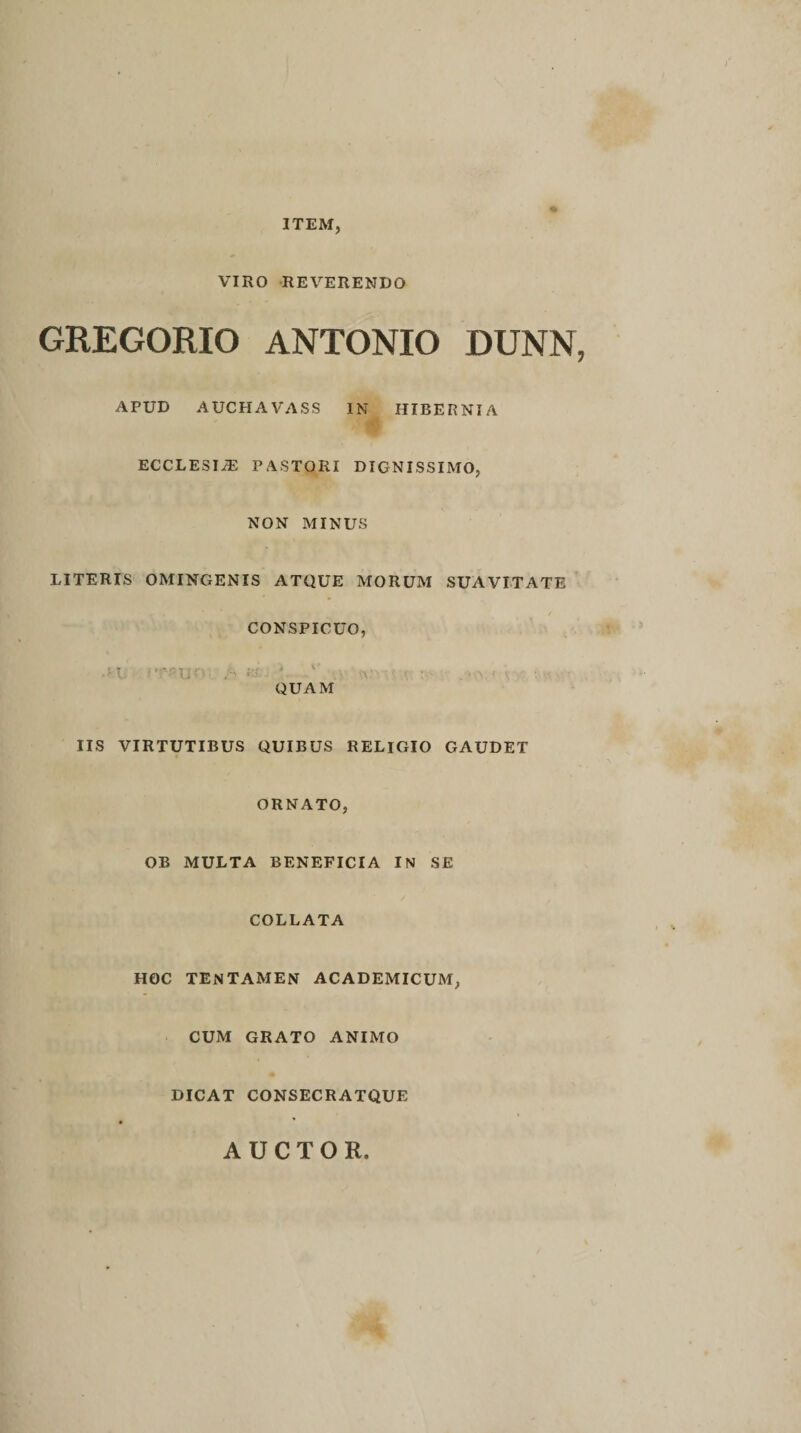 ITEM,
VIRO REVERENDO
GREGORIO ANTONIO DUNN,
APUD AUCHAVASS IN HIBERNIA
ECCLESIÆ PASTORI DIGNISSIMO,
NON MINUS
LITERIS OMINGENIS ATQUE MORUM SUAVITATE
CONSPICUO,
QUAM
IIS VIRTUTIBUS QUIBUS RELIGIO GAUDET
ORNATO,
OB MULTA BENEFICIA IN SE
COLLATA
HOC TENTAMEN ACADEMICUM,
CUM GRATO ANIMO
DICAT CONSECRATQUE
AUCTOR.